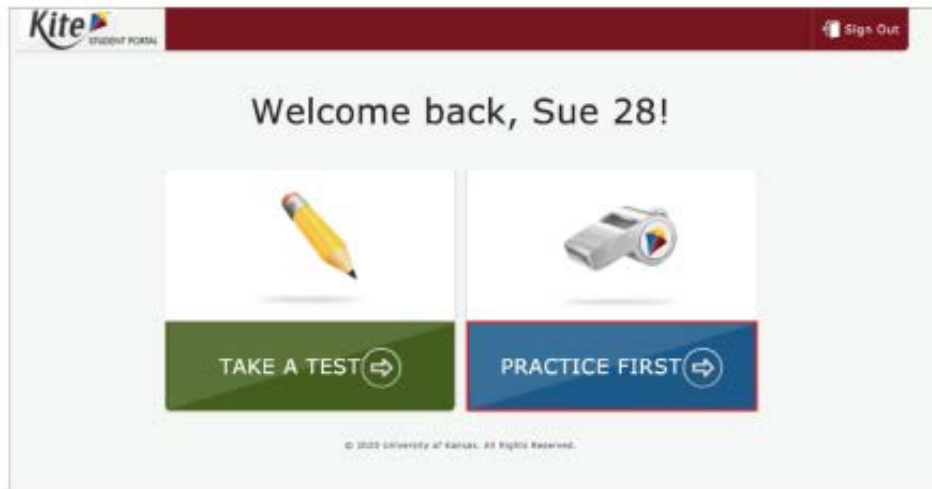 Kite
STUDENT PORTAL
Sign Out
Welcome back, Sue 28!
TAKE A TEST
PRACTICE FIRST
© 2020 University of Kansas. All Rights Reserved.